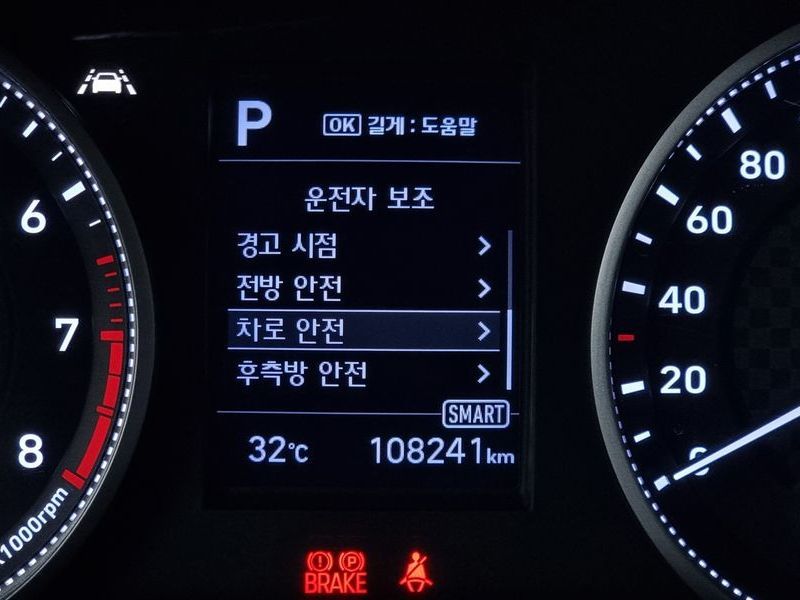 P
OK 길게 : 도움말
운전자 보조
경고 시점
전방 안전
차로 안전
후측방 안전
SMART
32°C 108241 km
6
7
8
x1000rpm
80
60
40
20
0
BRAKE